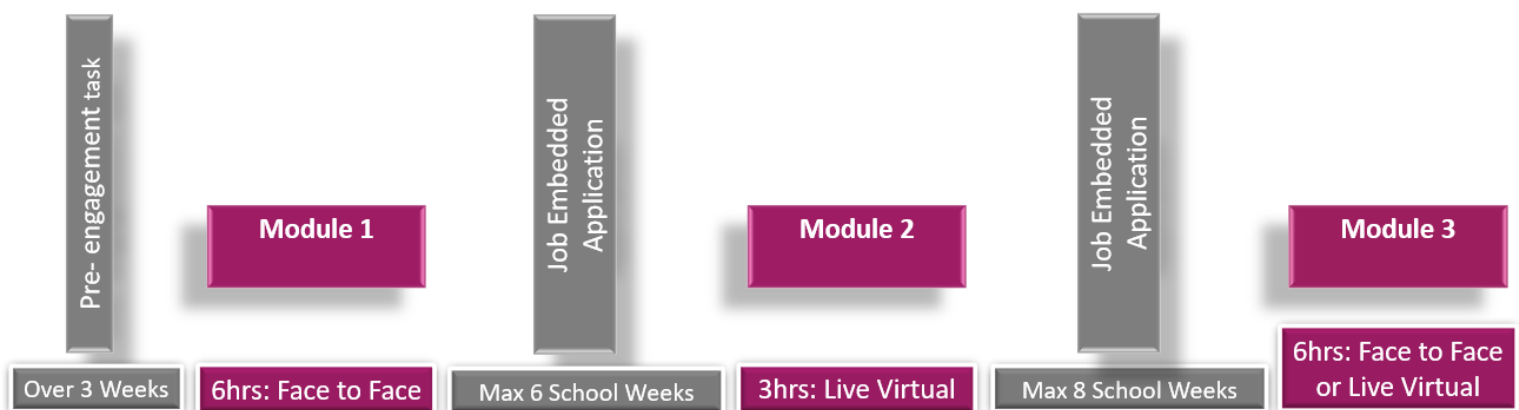 Pre- engagement task
Over 3 Weeks
Module 1
6hrs: Face to Face
Job Embedded
Application
Max 6 School Weeks
Module 2
3hrs: Live Virtual
Job Embedded
Application
Max 8 School Weeks
Module 3
6hrs: Face to Face
or Live Virtual